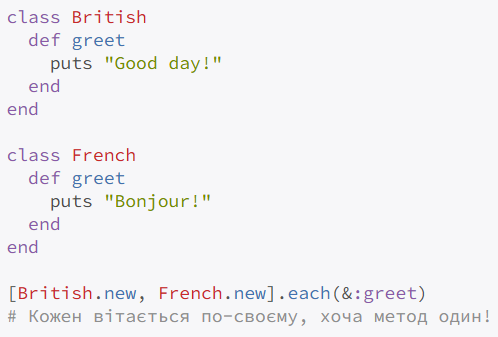 class British
  def greet
    puts "Good day!"
  end
end

class French
  def greet
    puts "Bonjour!"
  end
end

[British.new, French.new].each(&:greet)
# Кожен вітається по-своєму, хоча метод один!